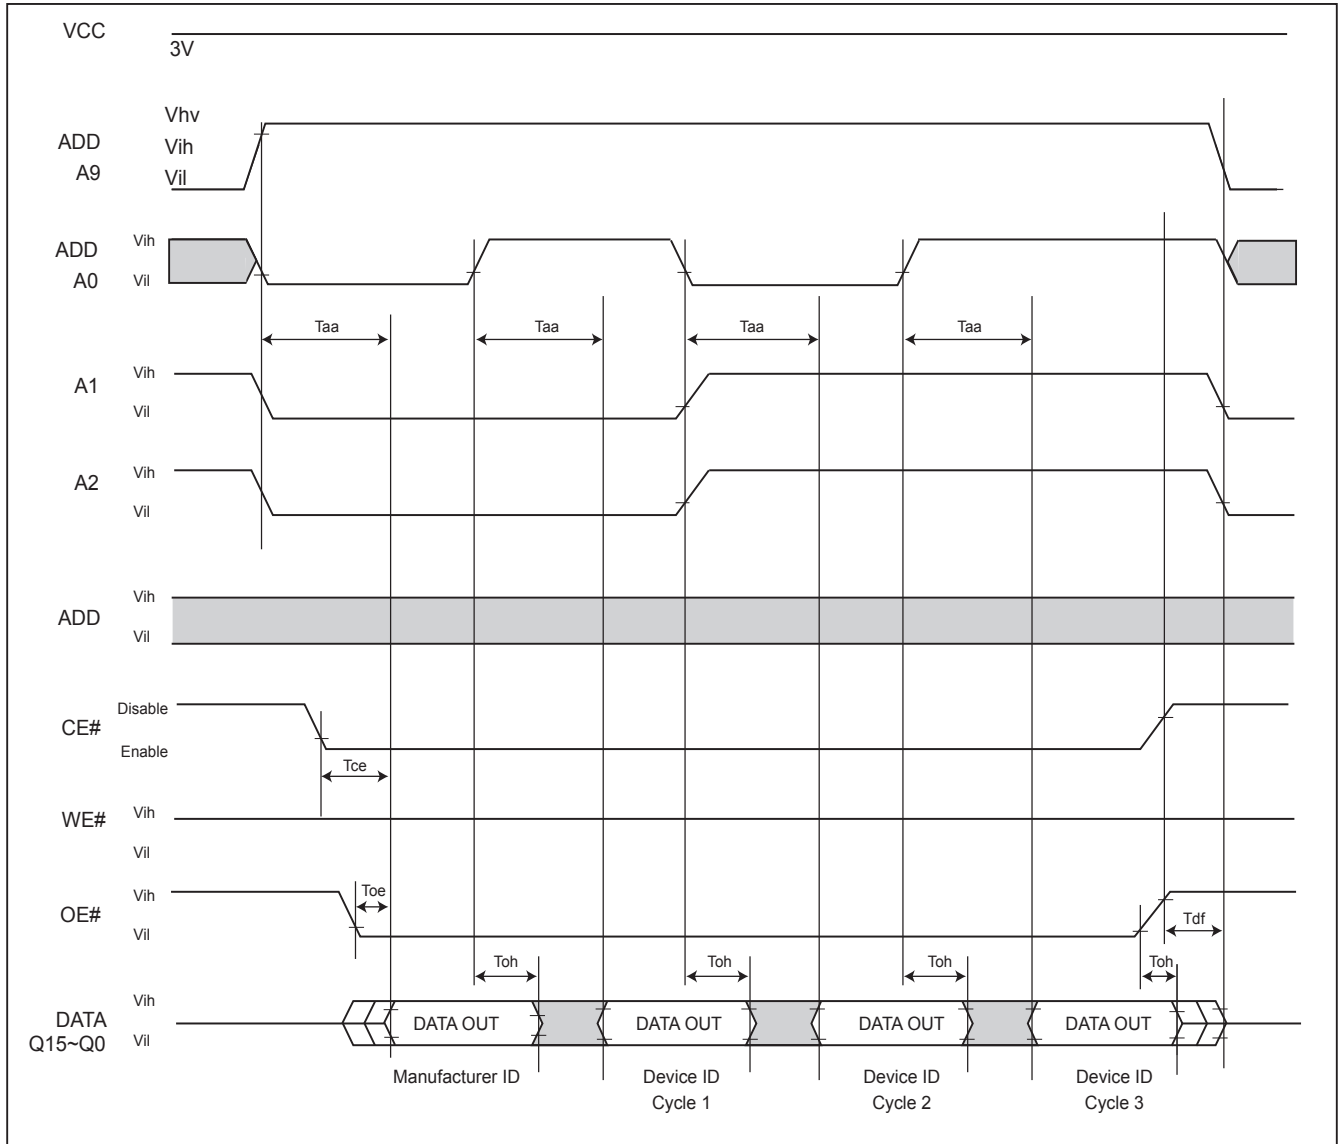 VCC
3V
Vhv
ADD
Vih
A9
Vil
ADD
Vih
A0
Vil
Taa
Taa
Taa
Taa
A1
Vih
Vil
A2
Vih
Vil
ADD
Vih
Vil
CE#
Disable
Enable
Tce
WE#
Vih
Vil
OE#
Vih
Vil
Toe
Tdf
Toh
Toh
Toh
Toh
DATA
Q15~Q0
Vih
Vil
DATA OUT
DATA OUT
DATA OUT
DATA OUT
Manufacturer ID
Device ID
Cycle 1
Device ID
Cycle 2
Device ID
Cycle 3